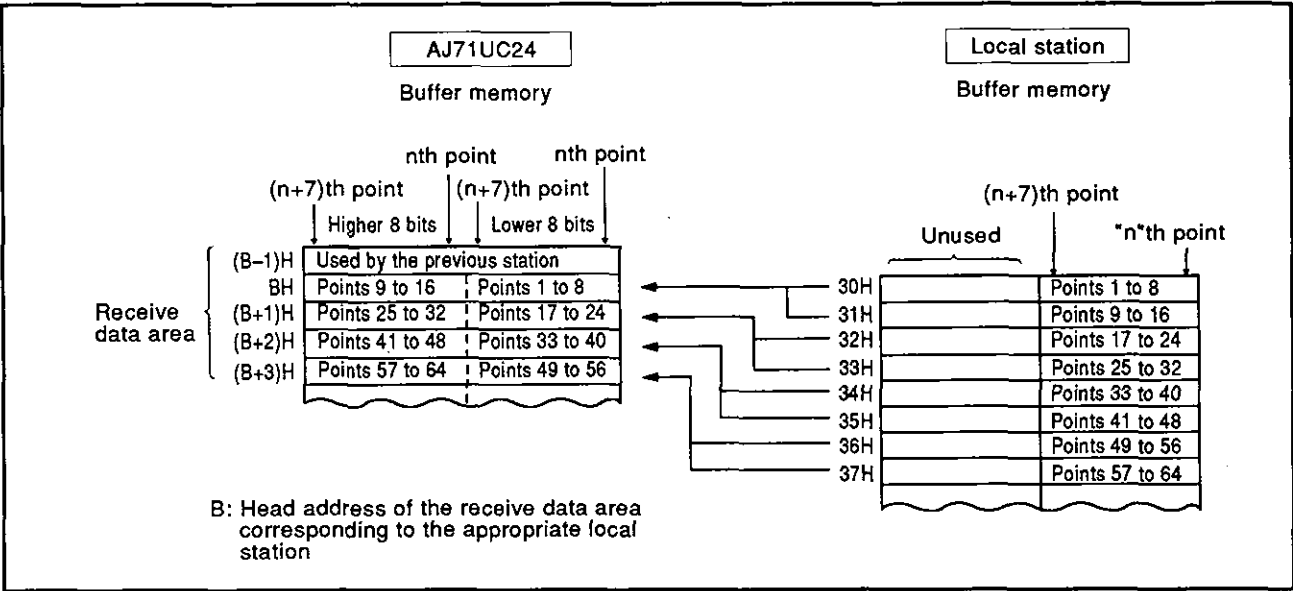 AJ71UC24
Buffer memory
nth point nth point
(n+7)th point (n+7)th point
Higher 8 bits Lower 8 bits
Receive
data area
(B–1)H Used by the previous station
BH Points 9 to 16 Points 1 to 8
(B+1)H Points 25 to 32 Points 17 to 24
(B+2)H Points 41 to 48 Points 33 to 40
(B+3)H Points 57 to 64 Points 49 to 56
B: Head address of the receive data area
corresponding to the appropriate local
station
Local station
Buffer memory
(n+7)th point
Unused "n"th point
30H Points 1 to 8
31H Points 9 to 16
32H Points 17 to 24
33H Points 25 to 32
34H Points 33 to 40
35H Points 41 to 48
36H Points 49 to 56
37H Points 57 to 64